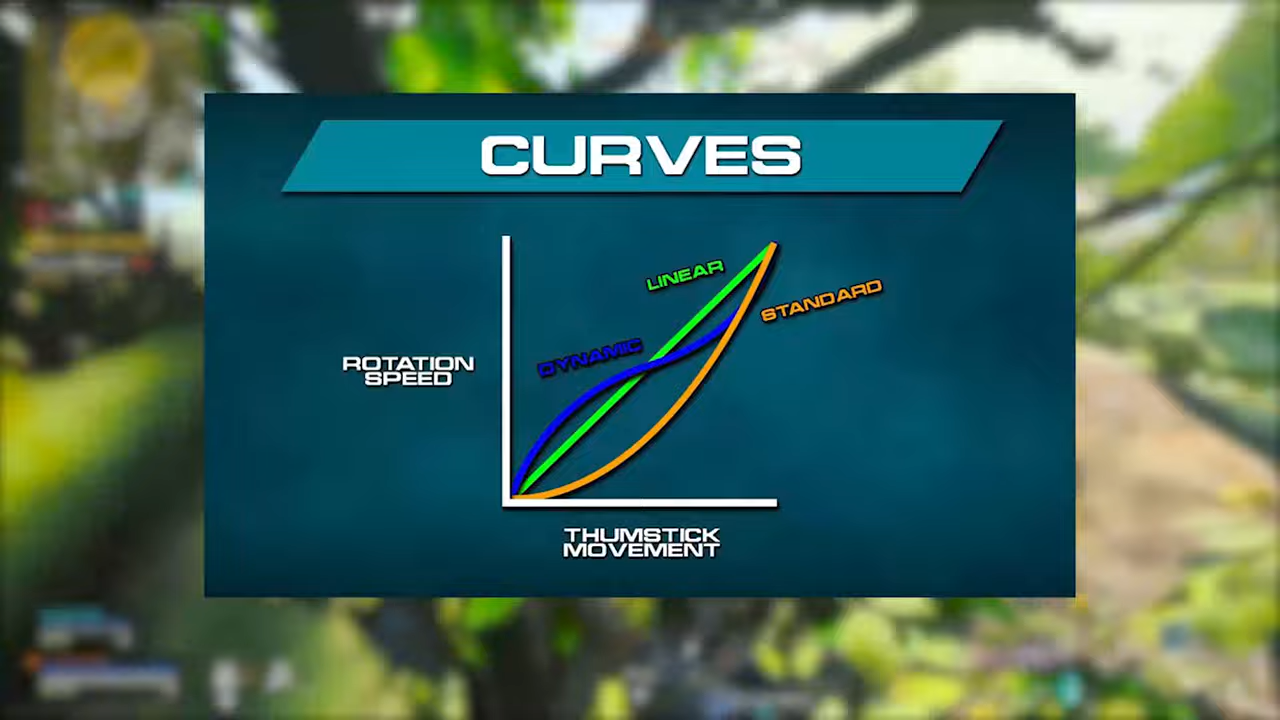 CURVES
LINEAR
STANDARD
DYNAMIC
ROTATION
SPEED
THUMSTICK
MOVEMENT